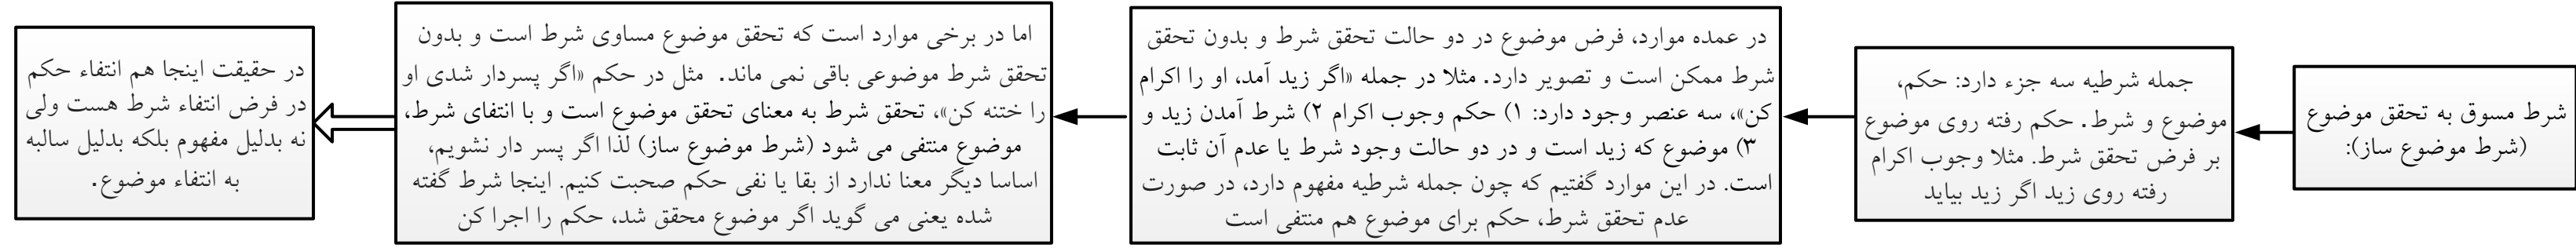 شرط مسوق به تحقق موضوع
(شرط موضوع ساز):
جمله شرطیه سه جزء دارد: حکم،
موضوع و شرط. حکم رفته روی موضوع
بر فرض تحقق شرط. مثلا وجوب اکرام
رفته روی زید اگر زید بیاید
در عمده موارد، فرض موضوع در دو حالت تحقق شرط و بدون تحقق
شرط ممکن است و تصویر دارد. مثلا در جمله «اگر زید آمد، او را اکرام
کن»، سه عنصر وجود دارد: ۱) حکم وجوب اکرام ۲) شرط آمدن زید و
۳) موضوع که زید است و در دو حالت وجود شرط یا عدم آن ثابت
است. در این موارد گفتیم که چون جمله شرطیه مفهوم دارد، در صورت
عدم تحقق شرط، حکم برای موضوع هم منتفی است
اما در برخی موارد است که تحقق موضوع مساوی شرط است و بدون
تحقق شرط موضوعی باقی نمی ماند. مثل در حکم «اگر پسردار شدی او
را ختنه کن»، تحقق شرط به معنای تحقق موضوع است و با انتفای شرط،
موضوع منتفی می شود (شرط موضوع ساز) لذا اگر پسر دار نشویم،
اساسا دیگر معنا ندارد از بقا یا نفی حکم صحبت کنیم. اینجا شرط گفته
شده یعنی می گوید اگر موضوع محقق شد، حکم را اجرا کن
در حقیقت اینجا هم انتفاء حکم
در فرض انتفاء شرط هست ولی
نه بدلیل مفهوم بلکه بدلیل سالبه
به انتفاء موضوع.